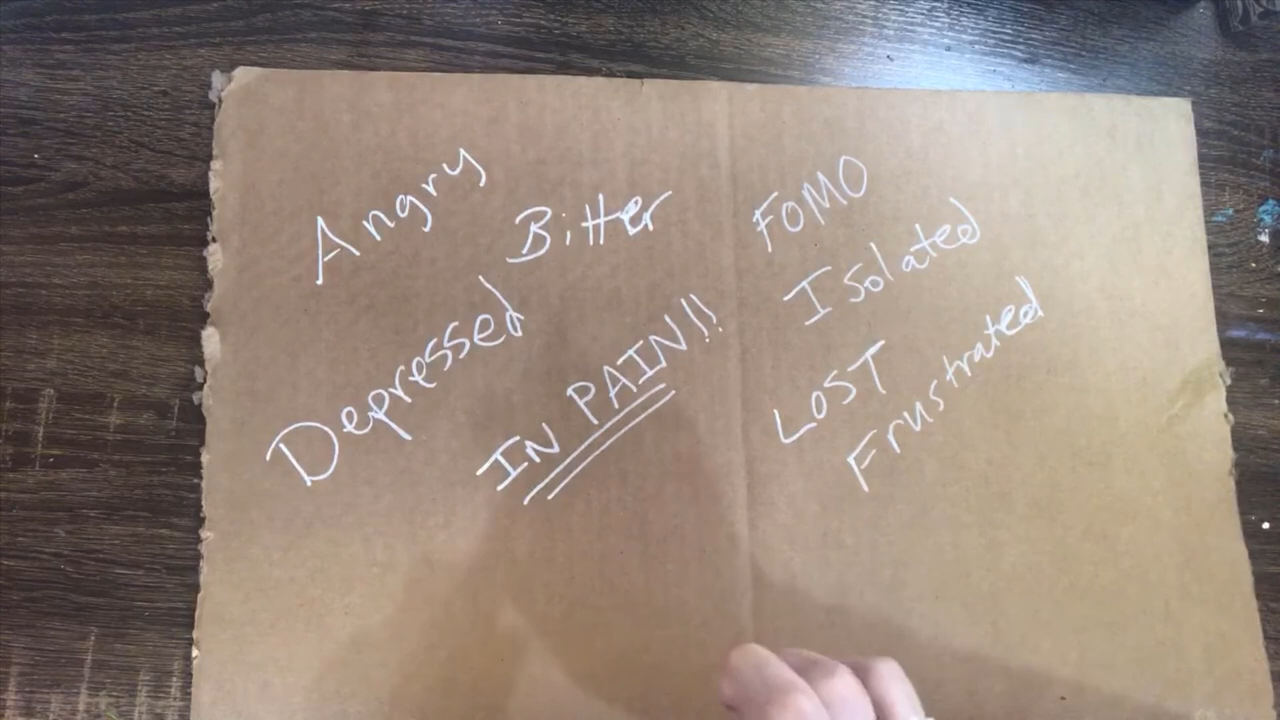 Angry
Bitter
Depressed
IN PAIN!!
FOMO
Isolated
LOST
Frustrated